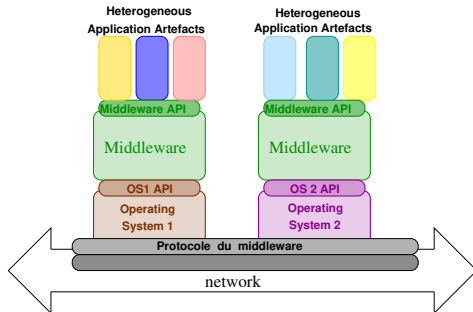 Heterogeneous
Application Artefacts
Heterogeneous
Application Artefacts
Middleware API
Middleware API
Middleware
Middleware
OS1 API
OS 2 API
Operating
System 1
Operating
System 2
Protocole du middleware
network